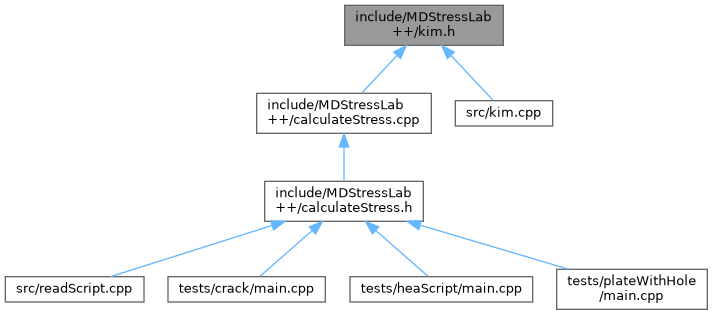 include/MDStressLab
++/kim.h
include/MDStressLab
++/calculateStress.cpp
src/kim.cpp
include/MDStressLab
++/calculateStress.h
src/readScript.cpp
tests/crack/main.cpp
tests/heaScript/main.cpp
tests/plateWithHole
/main.cpp